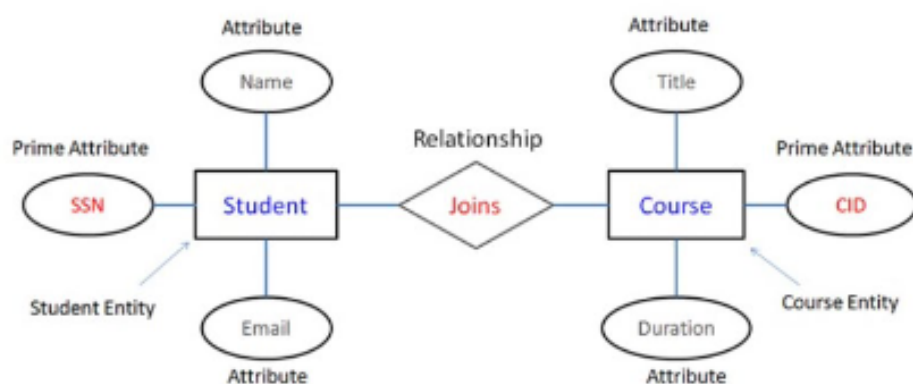 Attribute
Attribute
Name
Title
Relationship
Prime Attribute
Prime Attribute
SSN
Student
Joins
Course
CID
Student Entity
Course Entity
Email
Duration
Attribute
Attribute